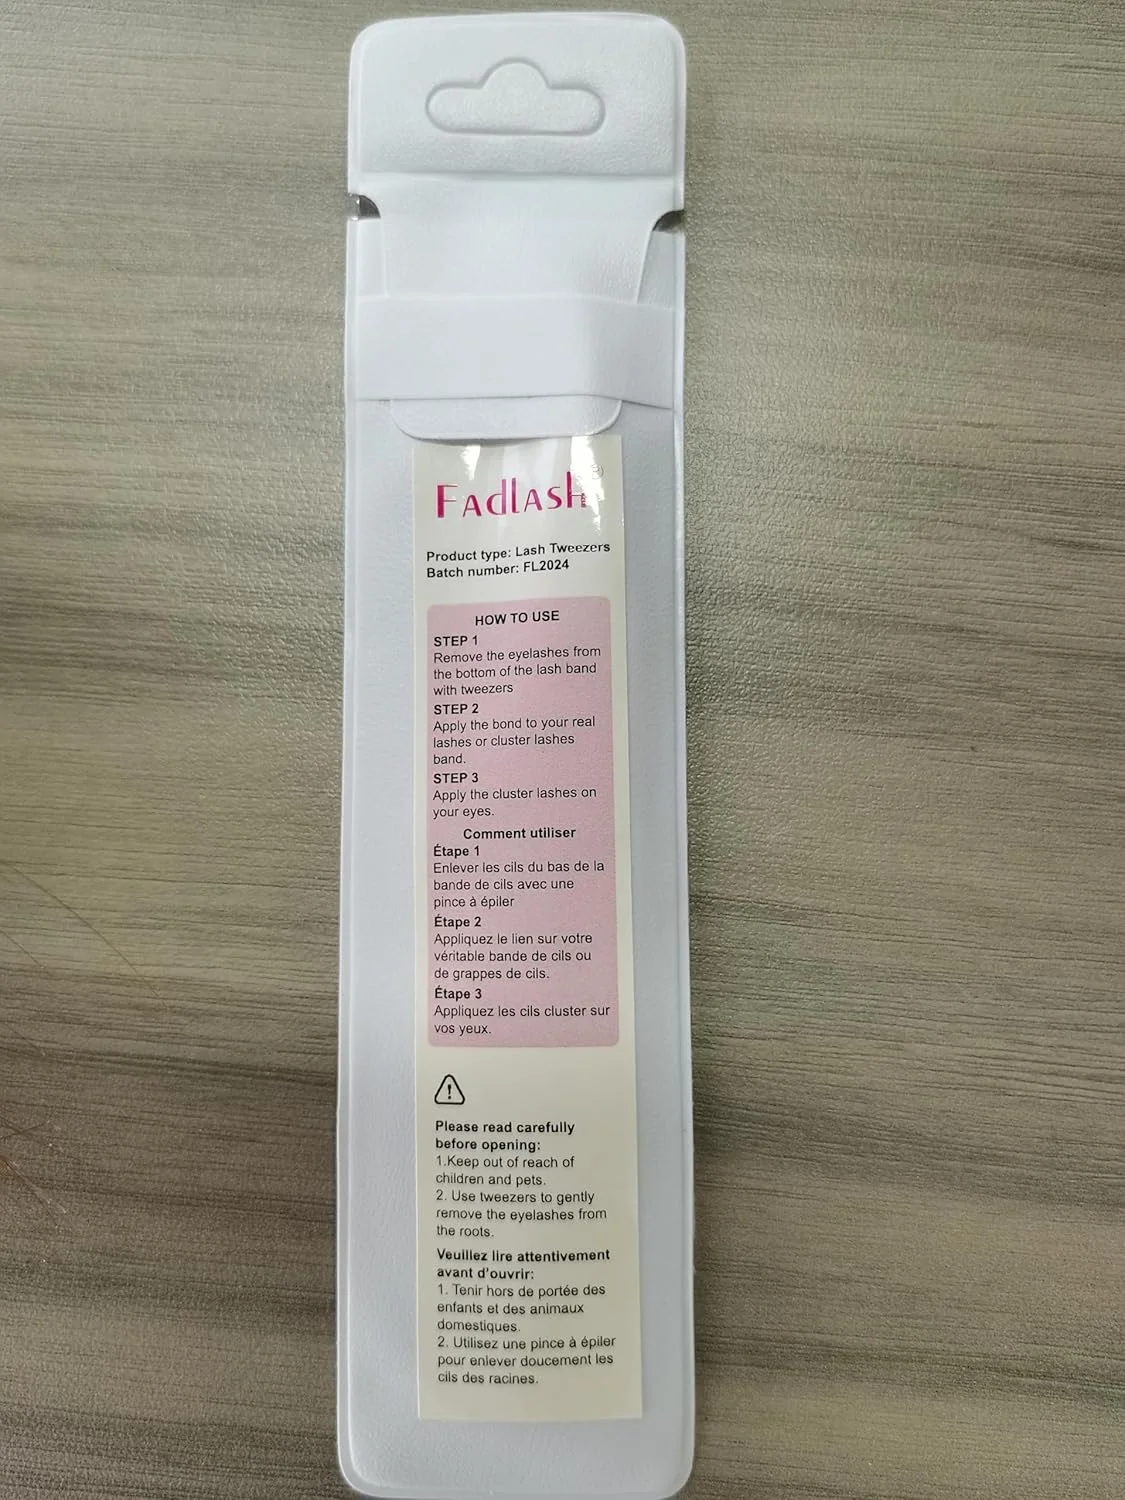 FadLash®
Product type: Lash Tweezers
Batch number: FL2024
HOW TO USE
STEP 1
Remove the eyelashes from
the bottom of the lash band
with tweezers
STEP 2
Apply the bond to your real
lashes or cluster lashes
band.
STEP 3
Apply the cluster lashes on
your eyes.
Comment utiliser
Étape 1
Enlever les cils du bas de la
bande de cils avec une
pince à épiler
Étape 2
Appliquez le lien sur votre
véritable bande de cils ou
de grappes de cils.
Étape 3
Appliquez les cils cluster sur
vos yeux.
Please read carefully
before opening:
1.Keep out of reach of
children and pets.
2. Use tweezers to gently
remove the eyelashes from
the roots.
Veuillez lire attentivement
avant d'ouvrir:
1. Tenir hors de portée des
enfants et des animaux
domestiques.
2. Utilisez une pince à épiler
pour enlever doucement les
cils des racines.